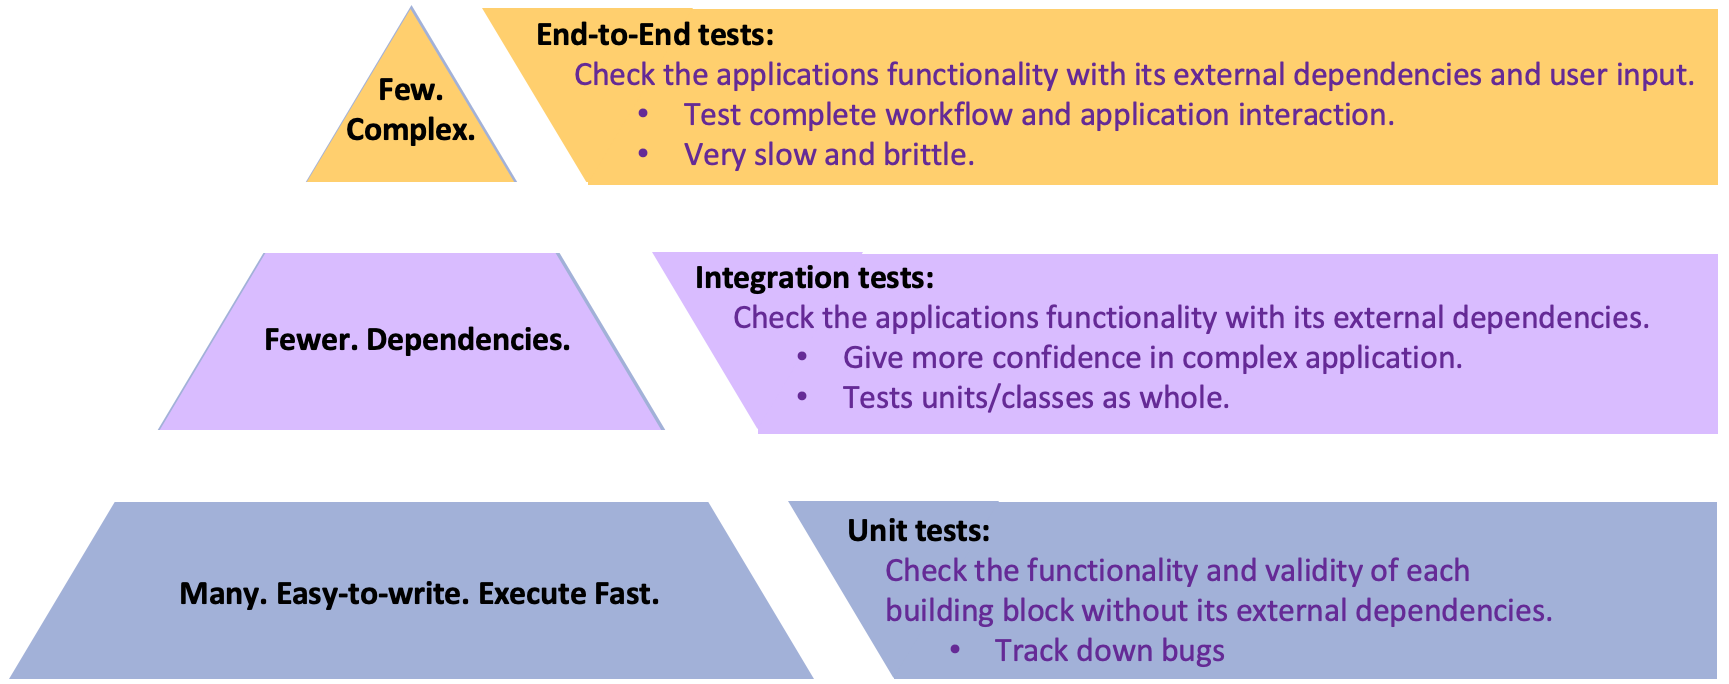 Few.
Complex.
End-to-End tests:
Check the applications functionality with its external dependencies and user input.
• Test complete workflow and application interaction.
• Very slow and brittle.
Fewer. Dependencies.
Integration tests:
Check the applications functionality with its external dependencies.
• Give more confidence in complex application.
• Tests units/classes as whole.
Many. Easy-to-write. Execute Fast.
Unit tests:
Check the functionality and validity of each
building block without its external dependencies.
• Track down bugs